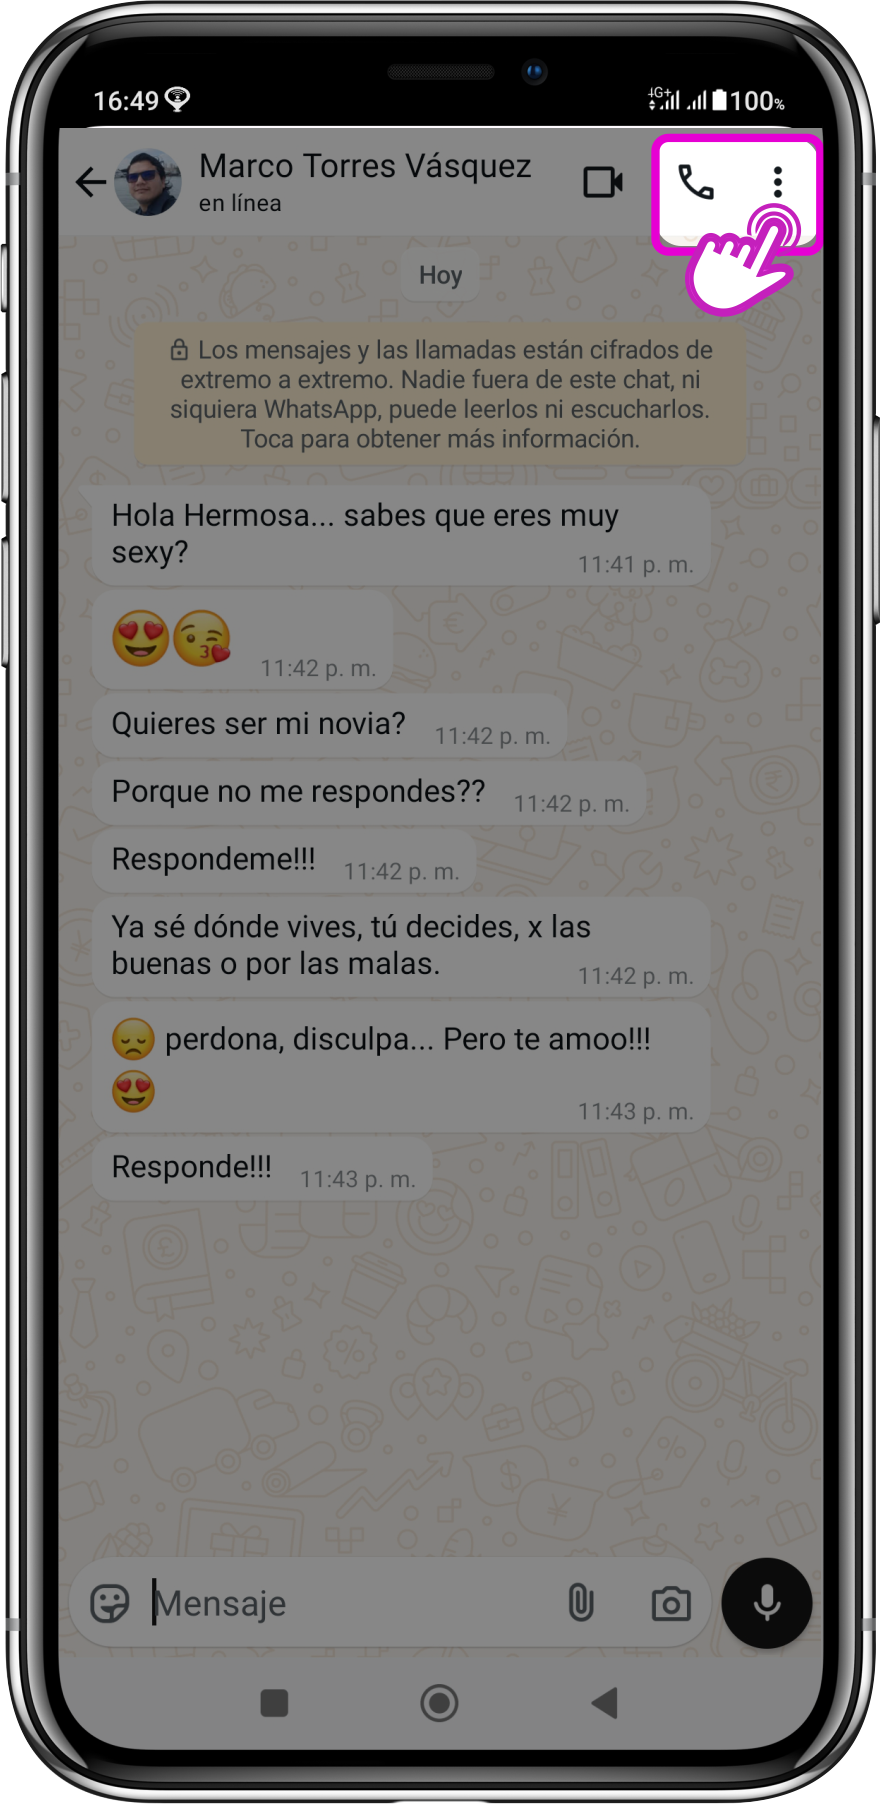 16:49
4G+ 100%
Marco Torres Vásquez
en línea
Hoy
Los mensajes y las llamadas están cifrados de
extremo a extremo. Nadie fuera de este chat, ni
siquiera WhatsApp, puede leerlos ni escucharlos.
Toca para obtener más información.
Hola Hermosa... sabes que eres muy
sexy?
11:41 p. m.
😍😘 11:42 p. m.
Quieres ser mi novia? 11:42 p. m.
Porque no me respondes?? 11:42 p. m.
Respondeme!!! 11:42 p. m.
Ya sé dónde vives, tú decides, x las
buenas o por las malas. 11:42 p. m.
😞 perdona, disculpa... Pero te amoo!!!
😍 11:43 p. m.
Responde!!! 11:43 p. m.
Mensaje